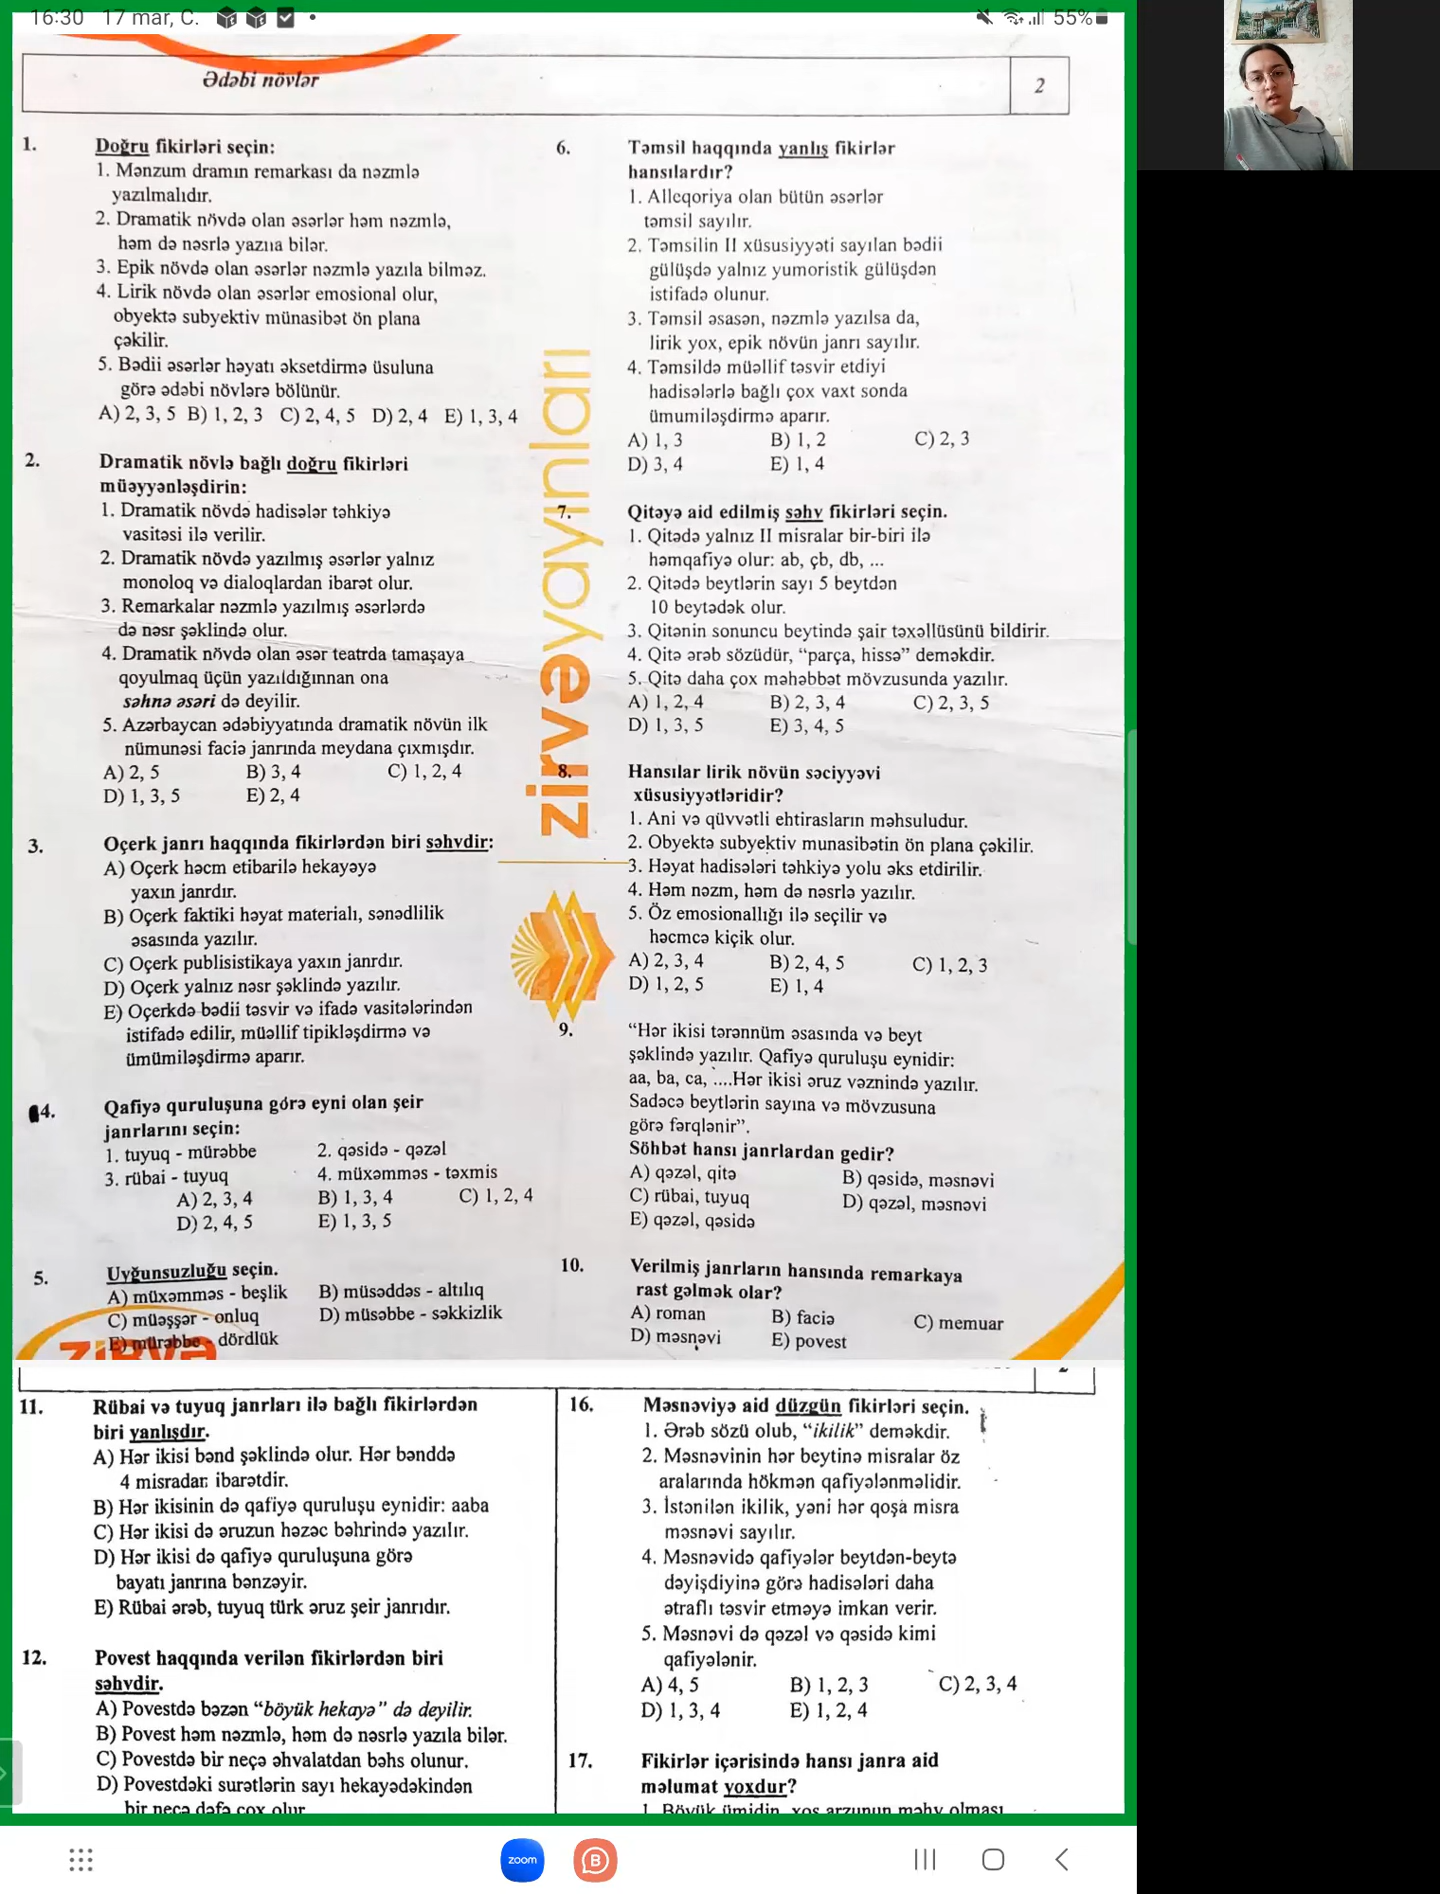 16:30 17 mar, C.
55%
Ədəbi növlər
2
1. Doğru fikirləri seçin:
1. Mənzum dramın remarkası da nəzmlə
yazılmalıdır.
2. Dramatik növdə olan əsərlər həm nəzmlə,
həm də nəsrlə yazıla bilər.
3. Epik növdə olan əsərlər nəzmlə yazıla bilməz.
4. Lirik növdə olan əsərlər emosional olur,
obyektə subyektiv münasibət ön plana
çəkilir.
5. Bədii əsərlər həyatı əksetdirmə üsuluna
görə ədəbi növlərə bölünür.
A) 2, 3, 5 B) 1, 2, 3 C) 2, 4, 5 D) 2, 4 E) 1, 3, 4
2. Dramatik növlə bağlı doğru fikirləri
müəyyənləşdirin:
1. Dramatik növdə hadisələr təhkiyə
vasitəsi ilə verilir.
2. Dramatik növdə yazılmış əsərlər yalnız
monoloq və dialoqlardan ibarət olur.
3. Remarkalar nəzmlə yazılmış əsərlərdə
də nəsr şəklində olur.
4. Dramatik növdə olan əsər teatrda tamaşaya
qoyulmaq üçün yazıldığınnan ona
səhnə əsəri də deyilir.
5. Azərbaycan ədəbiyyatında dramatik növün ilk
nümunəsi faciə janrında meydana çıxmışdır.
A) 2, 5 B) 3, 4 C) 1, 2, 4
D) 1, 3, 5 E) 2, 4
3. Oçerk janrı haqqında fikirlərdən biri səhvdir:
A) Oçerk həcm etibarilə hekayəyə
yaxın janrdır.
B) Oçerk faktiki həyat materialı, sənədlilik
əsasında yazılır.
C) Oçerk publisistikaya yaxın janrdır.
D) Oçerk yalnız nəsr şəklində yazılır.
E) Oçerkdə bədii təsvir və ifadə vasitələrindən
istifadə edilir, müəllif tipikləşdirmə və
ümümiləşdirmə aparır.
4. Qafiyə quruluşuna görə eyni olan şeir
janrlarını seçin:
1. tuyuq - mürəbbe 2. qəsidə - qəzəl
3. rübai - tuyuq 4. müxəmməs - təxmis
A) 2, 3, 4 B) 1, 3, 4 C) 1, 2, 4
D) 2, 4, 5 E) 1, 3, 5
5. Uyğunsuzluğu seçin.
A) müxəmməs - beşlik B) müsəddəs - altılıq
C) müəşşər - onluq D) müsəbbe - səkkizlik
E) mürəbbe - dördlük
ZİRVƏ
zirvəyayınları
6. Təmsil haqqında yanlış fikirlər
hansılardır?
1. Alleqoriya olan bütün əsərlər
təmsil sayılır.
2. Təmsilin II xüsusiyyəti sayılan bədii
gülüşdə yalnız yumoristik gülüşdən
istifadə olunur.
3. Təmsil əsasən, nəzmlə yazılsa da,
lirik yox, epik növün janrı sayılır.
4. Təmsildə müəllif təsvir etdiyi
hadisələrlə bağlı çox vaxt sonda
ümumiləşdirmə aparır.
A) 1, 3 B) 1, 2 C) 2, 3
D) 3, 4 E) 1, 4
7. Qitəyə aid edilmiş səhv fikirləri seçin.
1. Qitədə yalnız II misralar bir-biri ilə
həmqafiyə olur: ab, çb, db, ...
2. Qitədə beytlərin sayı 5 beytdən
10 beytədək olur.
3. Qitənin sonuncu beytində şair təxəllüsünü bildirir.
4. Qitə ərəb sözüdür, “parça, hissə” deməkdir.
5. Qitə daha çox məhəbbət mövzusunda yazılır.
A) 1, 2, 4 B) 2, 3, 4 C) 2, 3, 5
D) 1, 3, 5 E) 3, 4, 5
8. Hansılar lirik növün səciyyəvi
xüsusiyyətləridir?
1. Ani və qüvvətli ehtirasların məhsuludur.
2. Obyektə subyektiv munasibətin ön plana çəkilir.
3. Həyat hadisələri təhkiyə yolu əks etdirilir.
4. Həm nəzm, həm də nəsrlə yazılır.
5. Öz emosionallığı ilə seçilir və
həcmcə kiçik olur.
A) 2, 3, 4 B) 2, 4, 5 C) 1, 2, 3
D) 1, 2, 5 E) 1, 4
9. “Hər ikisi tərənnüm əsasında və beyt
şəklində yazılır. Qafiyə quruluşu eynidir:
aa, ba, ca, ....Hər ikisi əruz vəznində yazılır.
Sadəcə beytlərin sayına və mövzusuna
görə fərqlənir”.
Söhbət hansı janrlardan gedir?
A) qəzəl, qitə B) qəsidə, məsnəvi
C) rübai, tuyuq D) qəzəl, məsnəvi
E) qəzəl, qəsidə
10. Verilmiş janrların hansında remarkaya
rast gəlmək olar?
A) roman B) faciə C) memuar
D) məsnəvi E) povest
11. Rübai və tuyuq janrları ilə bağlı fikirlərdən
biri yanlışdır.
A) Hər ikisi bənd şəklində olur. Hər bənddə
4 misradan ibarətdir.
B) Hər ikisinin də qafiyə quruluşu eynidir: aaba
C) Hər ikisi də əruzun həzəc bəhrində yazılır.
D) Hər ikisi də qafiyə quruluşuna görə
bayatı janrına bənzəyir.
E) Rübai ərəb, tuyuq türk əruz şeir janrıdır.
12. Povest haqqında verilən fikirlərdən biri
səhvdir.
A) Povestdə bəzən “böyük hekayə” də deyilir.
B) Povest həm nəzmlə, həm də nəsrlə yazıla bilər.
C) Povestdə bir neçə əhvalatdan bəhs olunur.
D) Povestdəki surətlərin sayı hekayədəkindən
bir neçə dəfə çox olur
16. Məsnəviyə aid düzgün fikirləri seçin.
1. Ərəb sözü olub, “ikilik” deməkdir.
2. Məsnəvinin hər beytinə misralar öz
aralarında hökmən qafiyələnməlidir.
3. İstənilən ikilik, yəni hər qoşa misra
məsnəvi sayılır.
4. Məsnəvidə qafiyələr beytdən-beytə
dəyişdiyinə görə hadisələri daha
ətraflı təsvir etməyə imkan verir.
5. Məsnəvi də qəzəl və qəsidə kimi
qafiyələnir.
A) 4, 5 B) 1, 2, 3 C) 2, 3, 4
D) 1, 3, 4 E) 1, 2, 4
17. Fikirlər içərisində hansı janra aid
məlumat yoxdur?
1. Böyük ümidin, xoş arzunun məhv olması
zoom
B